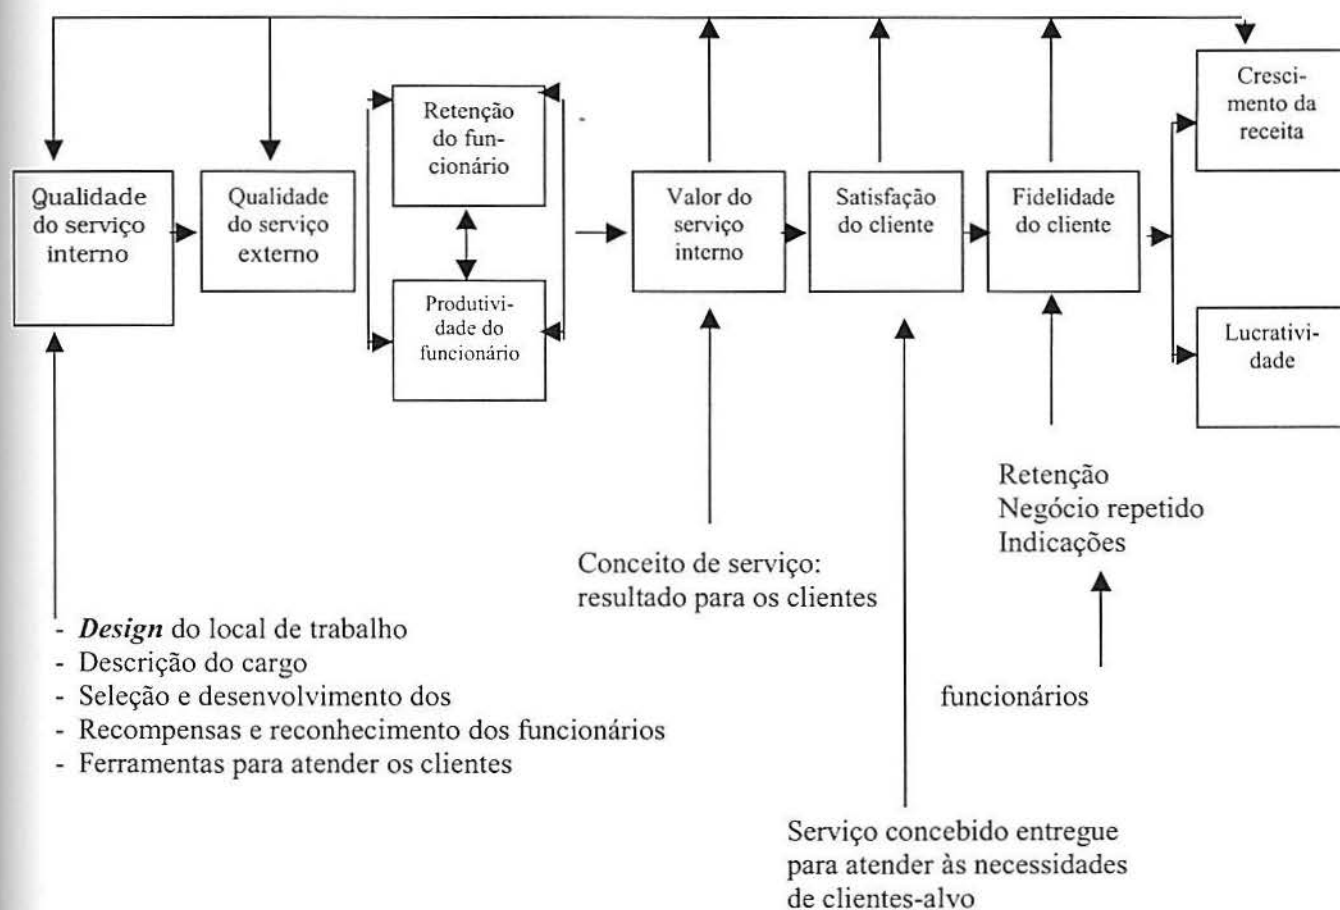 Qualidade
do serviço
interno
Qualidade
do serviço
externo
Retenção
do fun-
cionário
Produtivi-
dade do
funcionário
Valor do
serviço
interno
Satisfação
do cliente
Fidelidade
do cliente
Cresci-
mento da
receita
Lucrativi-
dade
Retenção
Negócio repetido
Indicações
Conceito de serviço:
resultado para os clientes
- Design do local de trabalho
- Descrição do cargo
- Seleção e desenvolvimento dos
- Recompensas e reconhecimento dos funcionários
- Ferramentas para atender os clientes
funcionários
Serviço concebido entregue
para atender às necessidades
de clientes-alvo